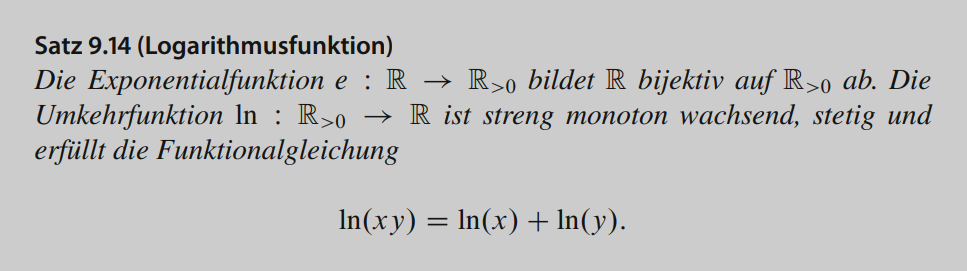 Satz 9.14 (Logarithmusfunktion)
Die Exponentialfunktion e : ℝ → ℝ>0 bildet ℝ bijektiv auf ℝ>0 ab. Die
Umkehrfunktion ln : ℝ>0 → ℝ ist streng monoton wachsend, stetig und
erfüllt die Funktionalgleichung
ln(xy) = ln(x) + ln(y).